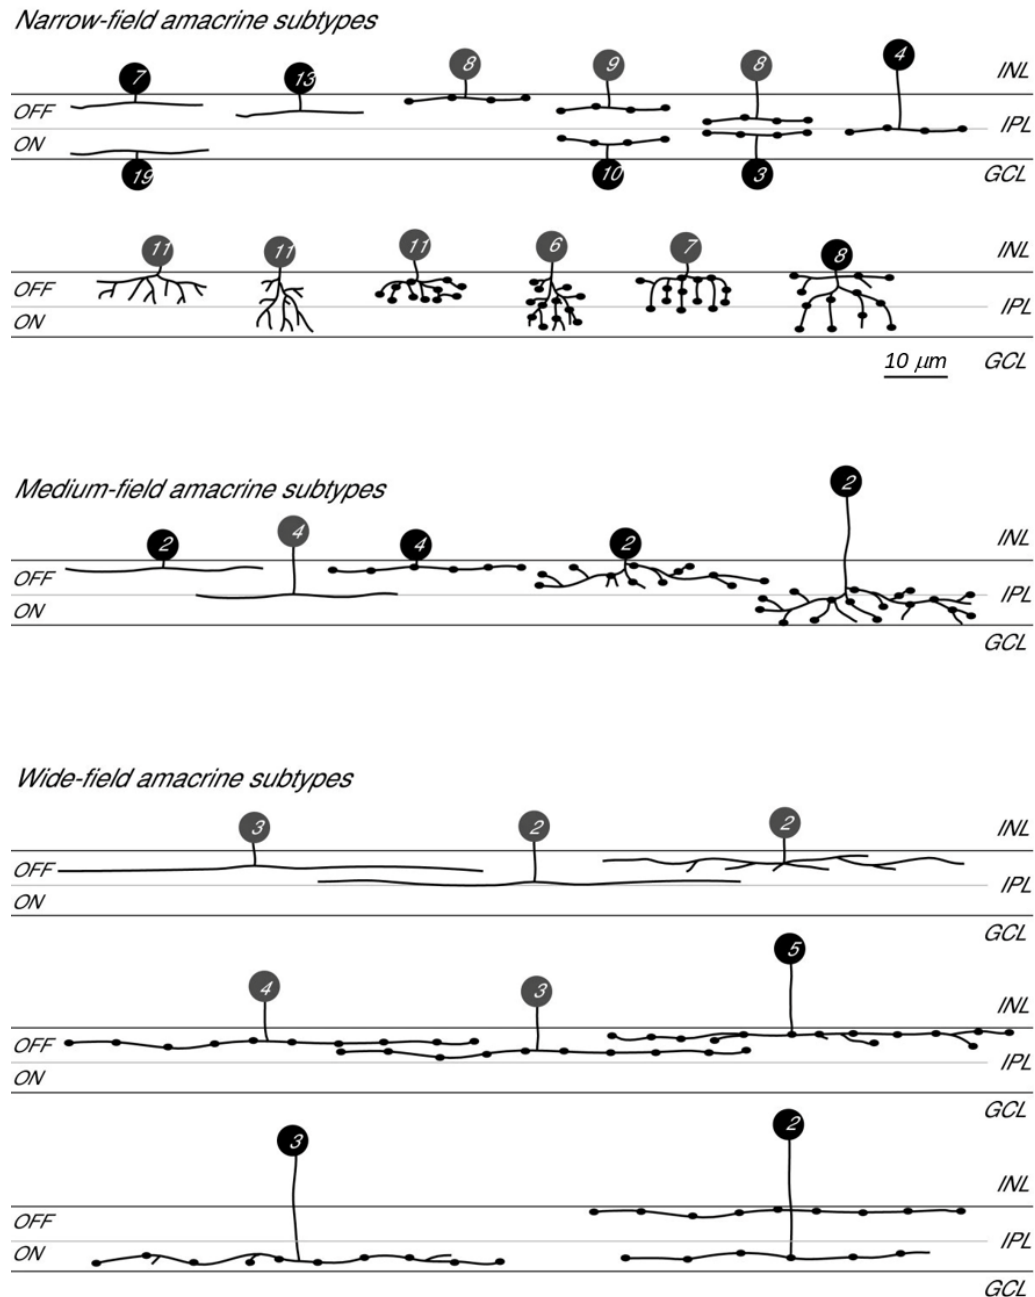 Narrow-field amacrine subtypes
7 13 8 9 8 4 INL
OFF
IPL
ON
19 10 3 GCL
11 11 11 6 7 8 INL
OFF
IPL
ON
10 μm GCL
Medium-field amacrine subtypes
2
2 4 4 2 INL
OFF
IPL
ON
GCL
Wide-field amacrine subtypes
3 2 2 INL
OFF
IPL
ON
GCL
5
4 3 INL
OFF
IPL
ON
GCL
3 2
INL
OFF
IPL
ON
GCL